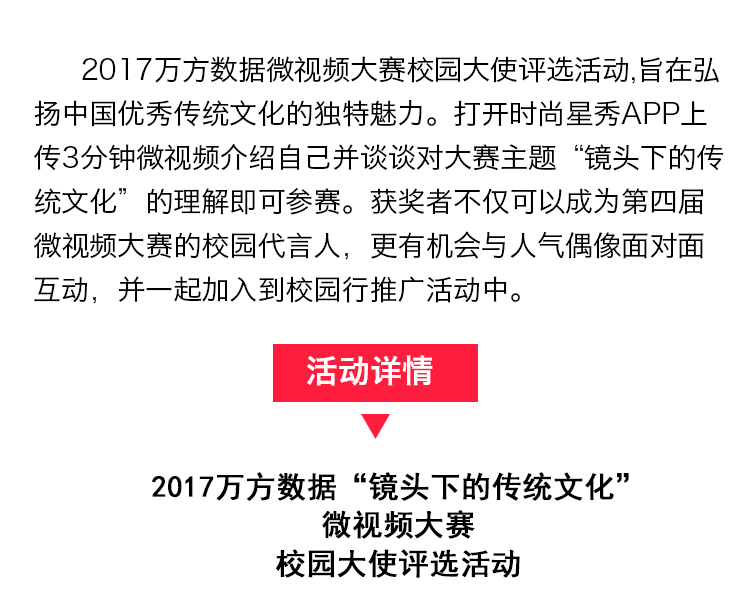 2017万方数据微视频大赛校园大使评选活动,旨在弘
扬中国优秀传统文化的独特魅力。打开时尚星秀APP上
传3分钟微视频介绍自己并谈谈对大赛主题“镜头下的传
统文化”的理解即可参赛。获奖者不仅可以成为第四届
微视频大赛的校园代言人，更有机会与人气偶像面对面
互动，并一起加入到校园行推广活动中。
活动详情
2017万方数据“镜头下的传统文化”
微视频大赛
校园大使评选活动